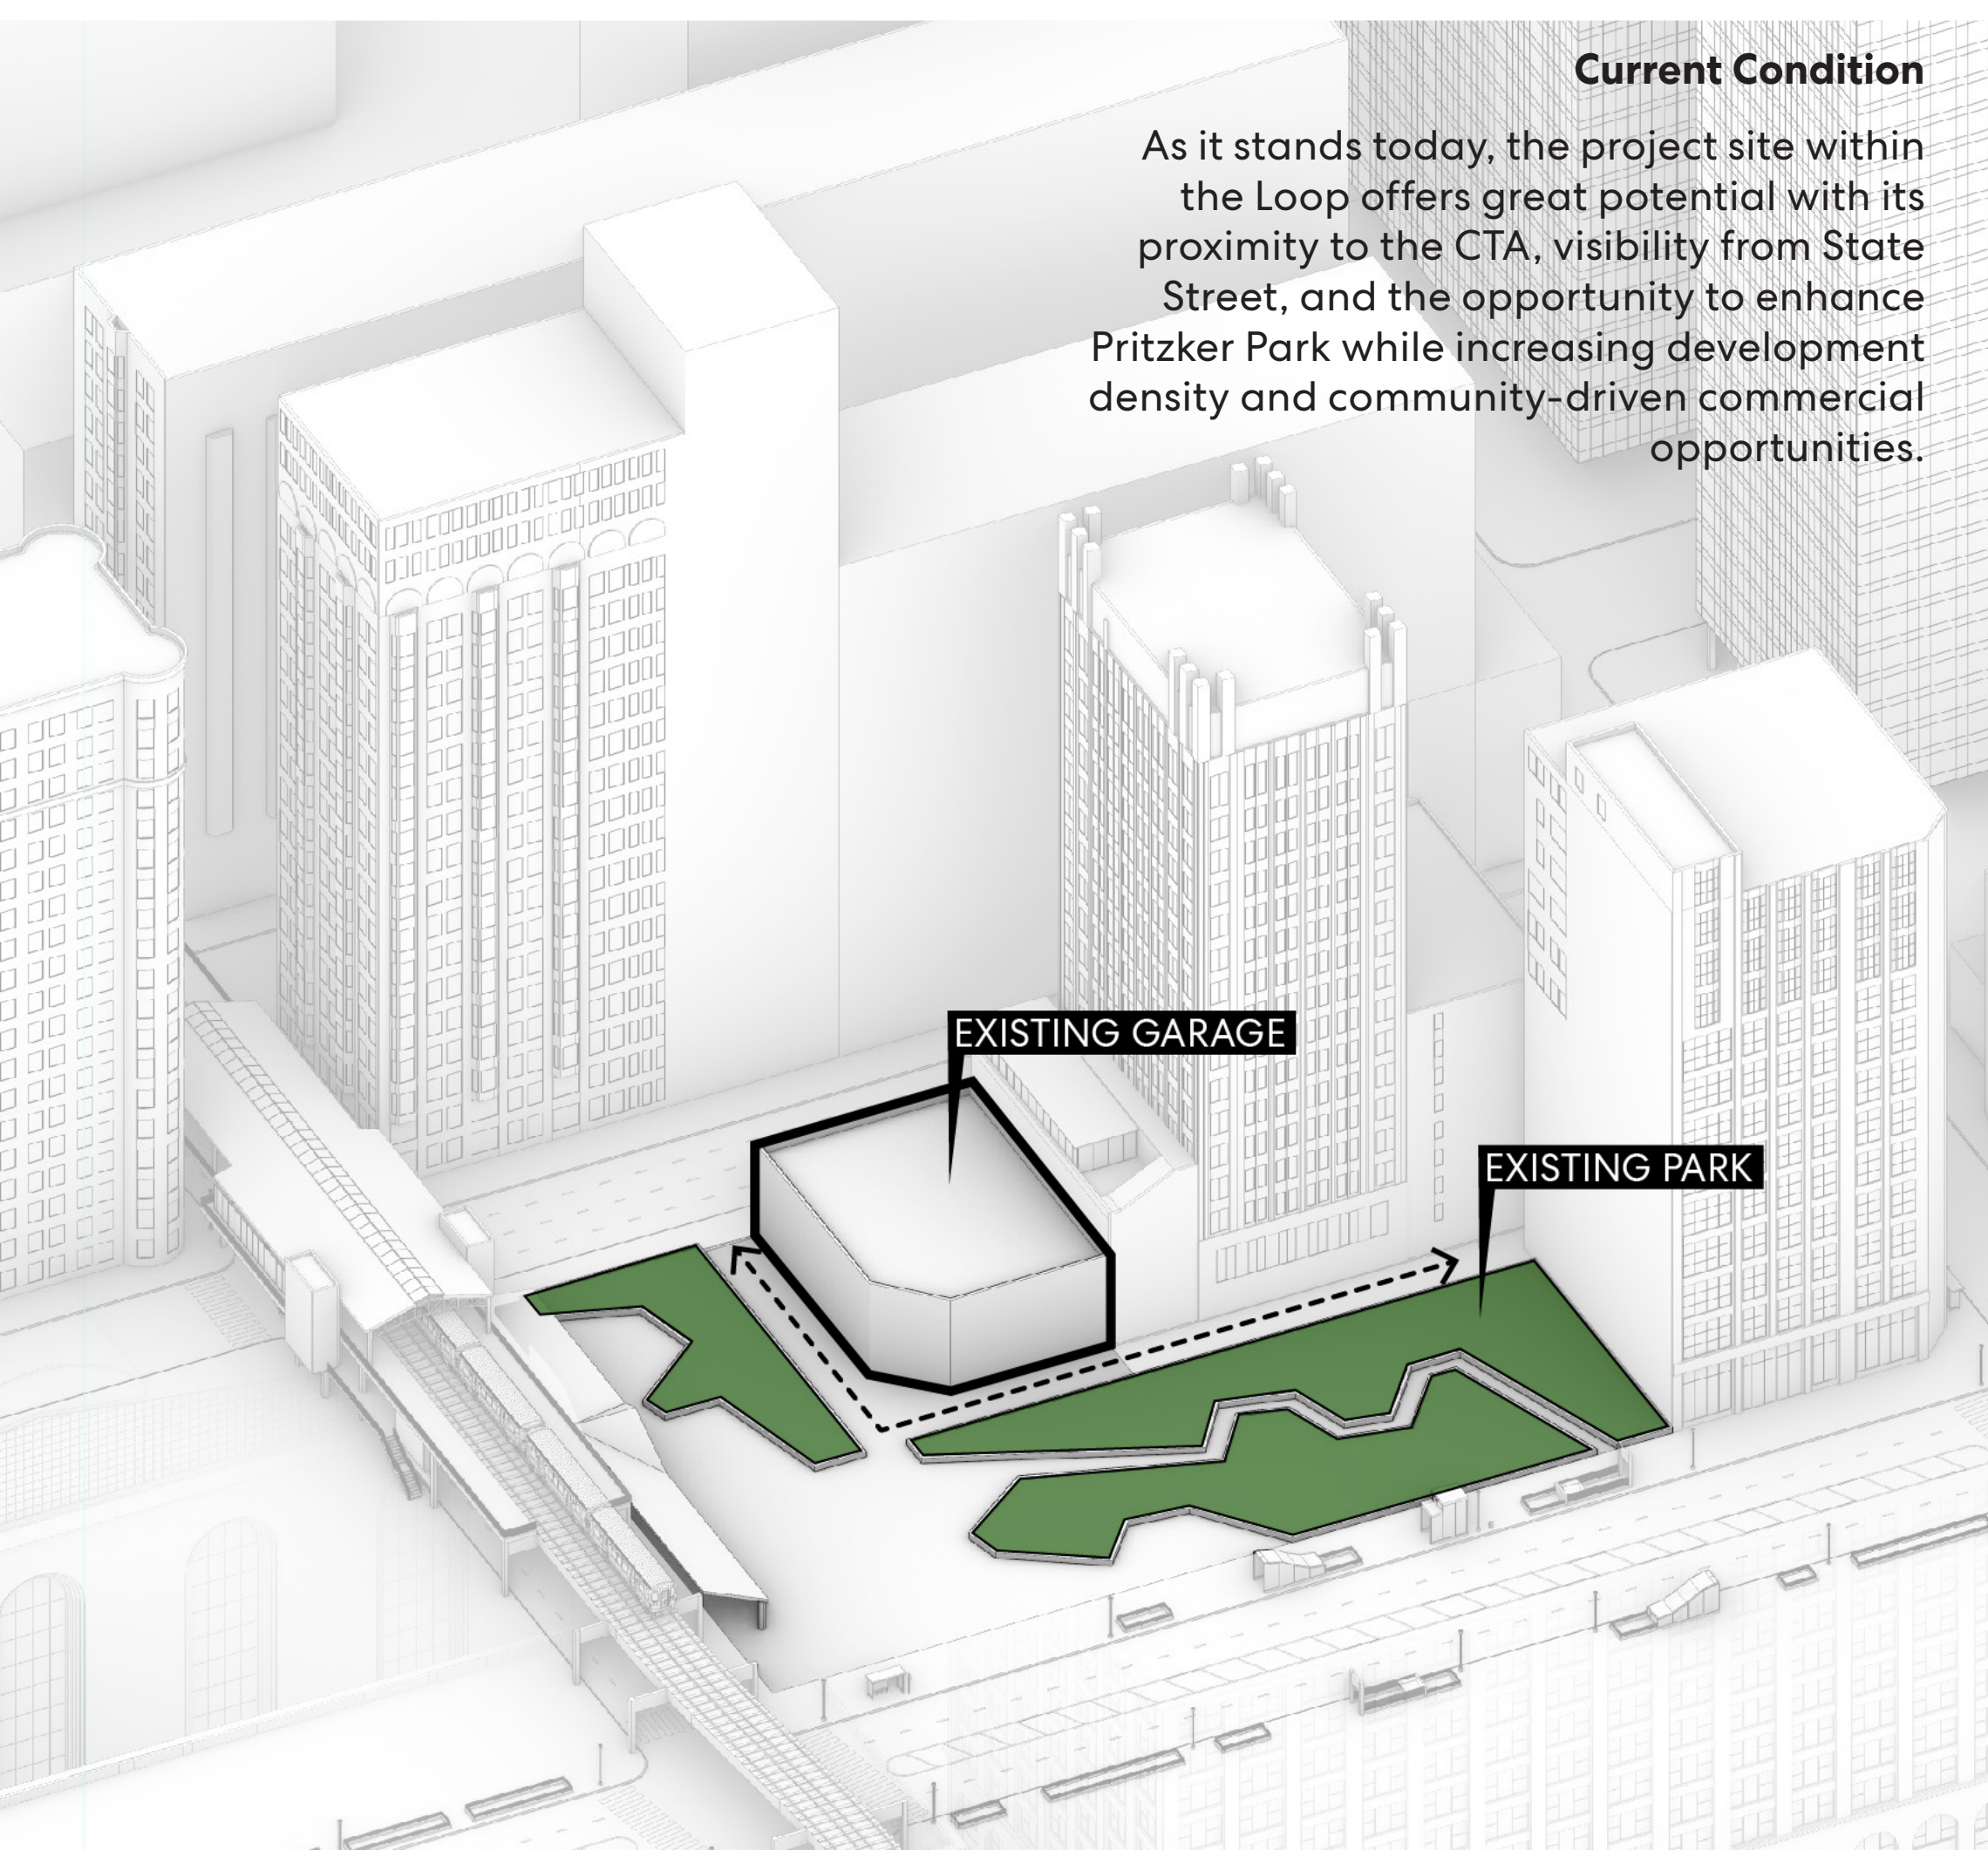 Current Condition
As it stands today, the project site within
the Loop offers great potential with its
proximity to the CTA, visibility from State
Street, and the opportunity to enhance
Pritzker Park while increasing development
density and community-driven commercial
opportunities.
EXISTING GARAGE
EXISTING PARK